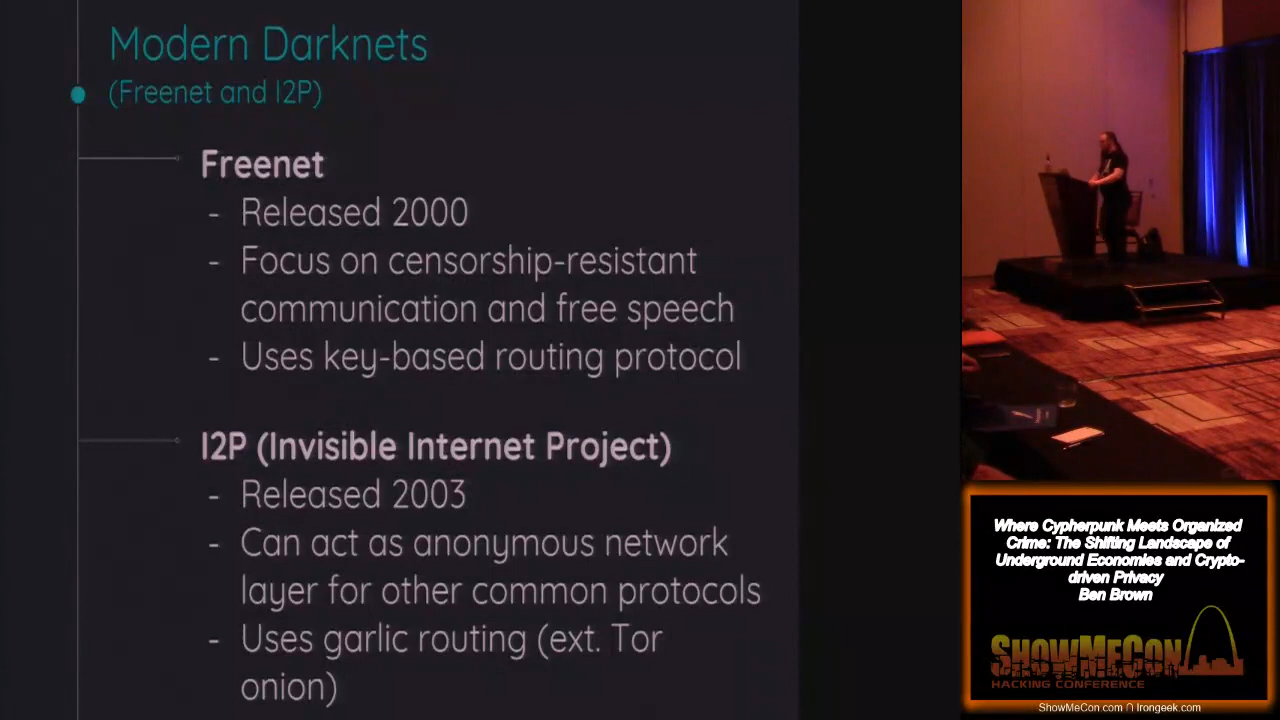 Modern Darknets
(Freenet and I2P)
Freenet
- Released 2000
- Focus on censorship-resistant
communication and free speech
- Uses key-based routing protocol
I2P (Invisible Internet Project)
- Released 2003
- Can act as anonymous network
layer for other common protocols
- Uses garlic routing (ext. Tor
onion)
Where Cypherpunk Meets Organized
Crime: The Shifting Landscape of
Underground Economies and Crypto-
driven Privacy
Ben Brown
SHOWMECON
HACKING CONFERENCE
ShowMeCon.com ∩ Irongeek.com